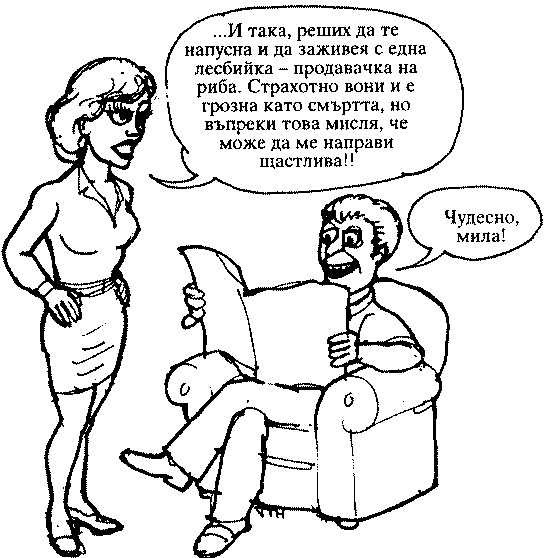 ...И така, реших да те
напусна и да заживея с една
лесбийка – продавачка на
риба. Страхотно вони и е
грозна като смъртта, но
въпреки това мисля, че
може да ме направи
щастлива!!
Чудесно,
мила!